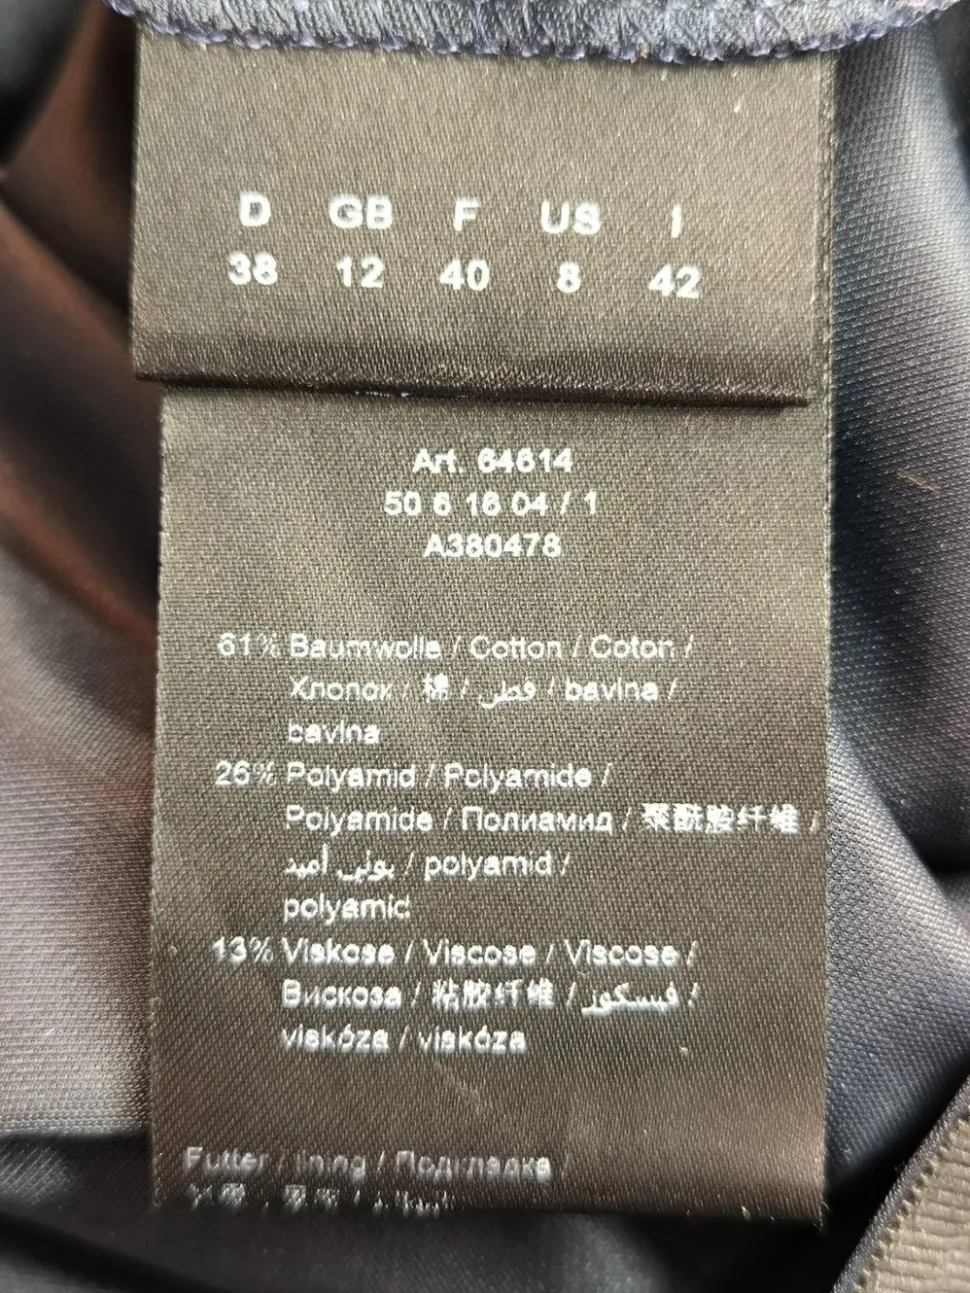 D GB F US I
38 12 40 8 42
Art. 64614
50 6 16 04 / 1
A380478
61% Baumwolle / Cotton / Coton /
Хлопок / 棉 / قطن / bavlna /
bavlna
26% Polyamid / Polyamide /
Polyamide / Полиамид / 聚酰胺纤维 /
بولي أميد / polyamid /
polyamid
13% Viskose / Viscose / Viscose /
Вискоза / 粘胶纤维 / فيسكوز /
viskóza / viskóza
Futter / lining / Подкладка /